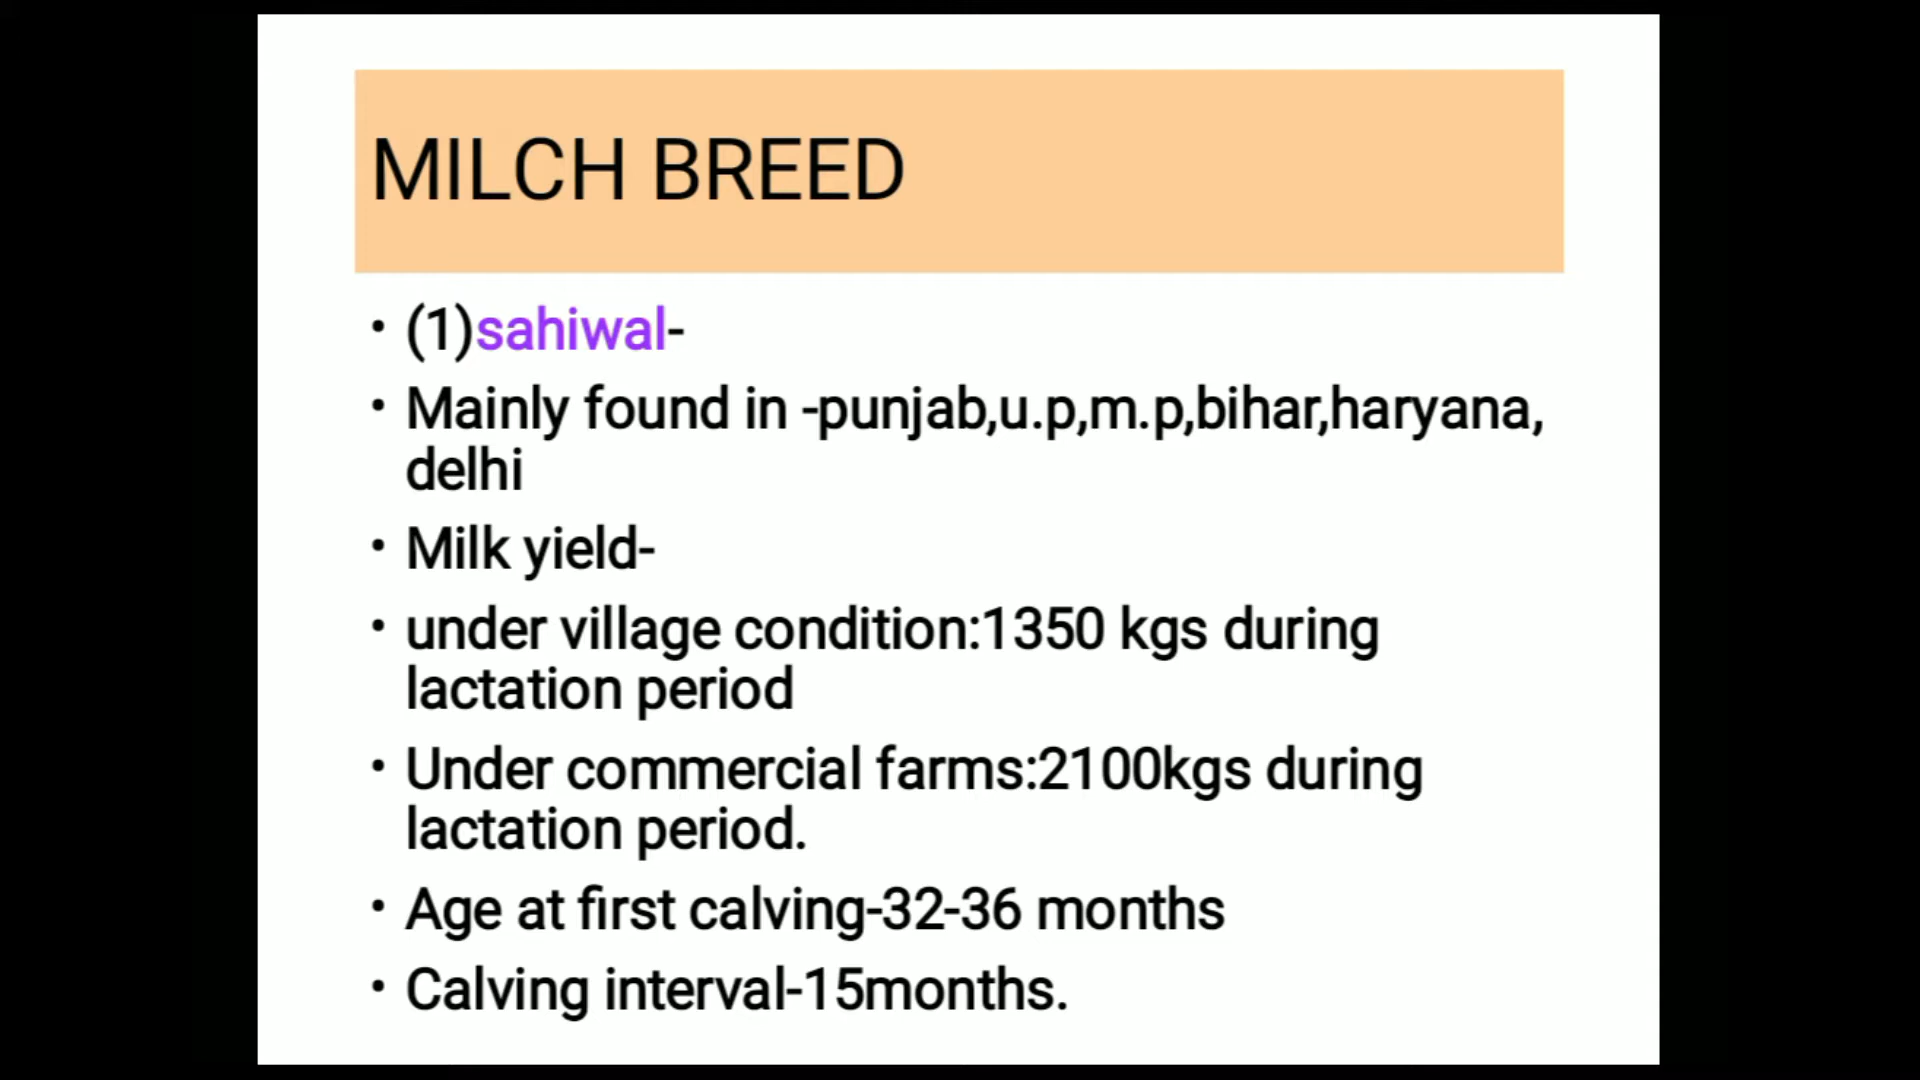 MILCH BREED
• (1)sahiwal-
• Mainly found in -punjab,u.p,m.p,bihar,haryana,
delhi
• Milk yield-
• under village condition:1350 kgs during
lactation period
• Under commercial farms:2100kgs during
lactation period.
• Age at first calving-32-36 months
• Calving interval-15months.